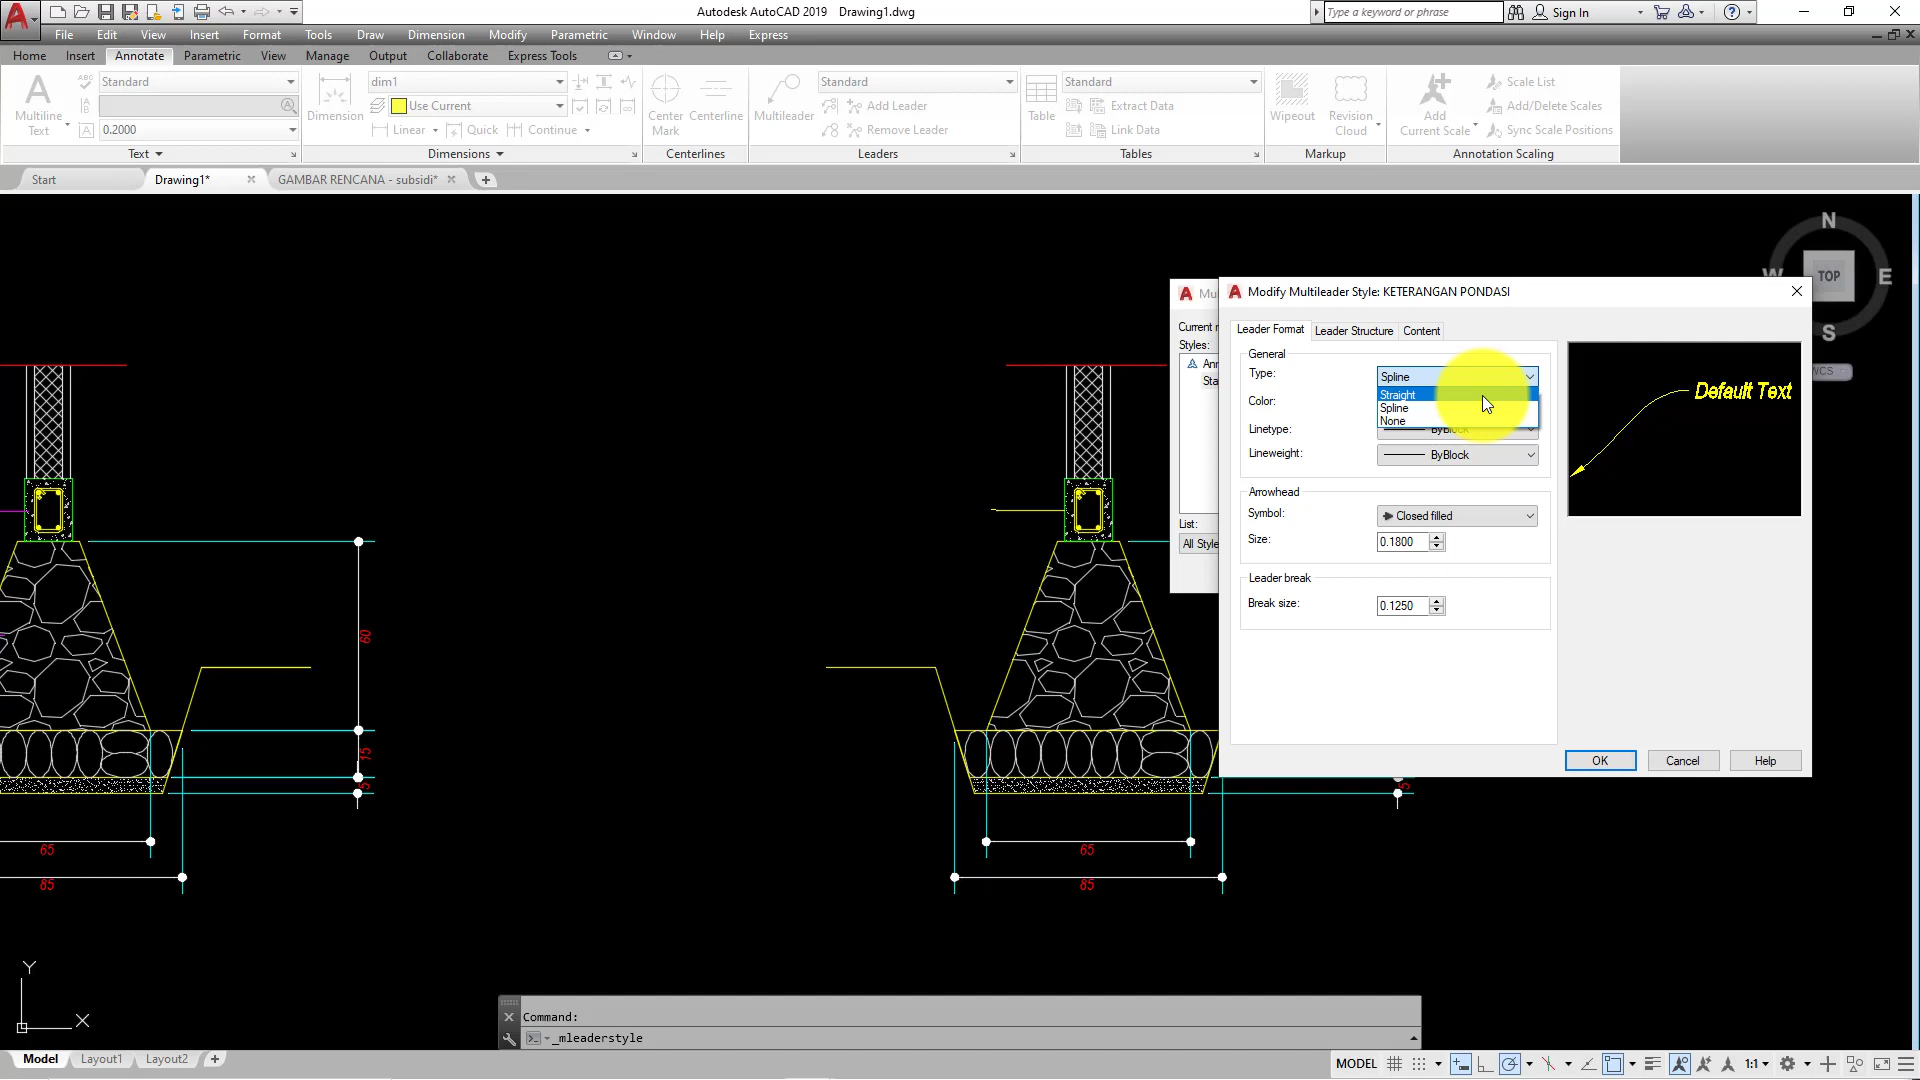 Autodesk AutoCAD 2019 Drawing1.dwg
Type a keyword or phrase
Sign In
File Edit View Insert Format Tools Draw Dimension Modify Parametric Window Help Express
Home Insert Annotate Parametric View Manage Output Collaborate Express Tools
Multiline Text
Standard
0.2000
Text
Dimension
dim1
Use Current
Linear Quick Continue
Dimensions
Center Mark
Centerline
Centerlines
Multileader
Standard
Add Leader
Remove Leader
Leaders
Table
Standard
Extract Data
Link Data
Tables
Wipeout
Revision Cloud
Markup
Add Current Scale
Scale List
Add/Delete Scales
Sync Scale Positions
Annotation Scaling
Start Drawing1* GAMBAR RENCANA - subsidi*
N
W TOP E
S
WCS
Mu
Current r
Styles:
Ann
Sta
List:
All Style
Modify Multileader Style: KETERANGAN PONDASI
Leader Format Leader Structure Content
General
Type: Spline
Straight
Spline
None
Color:
Linetype: ByBlock
Lineweight: ByBlock
Arrowhead
Symbol: Closed filled
Size: 0.1800
Leader break
Break size: 0.1250
Default Text
OK Cancel Help
60
15
5
65
85
5
65
85
Y
X
Command:
_mleaderstyle
Model Layout1 Layout2
MODEL 1:1